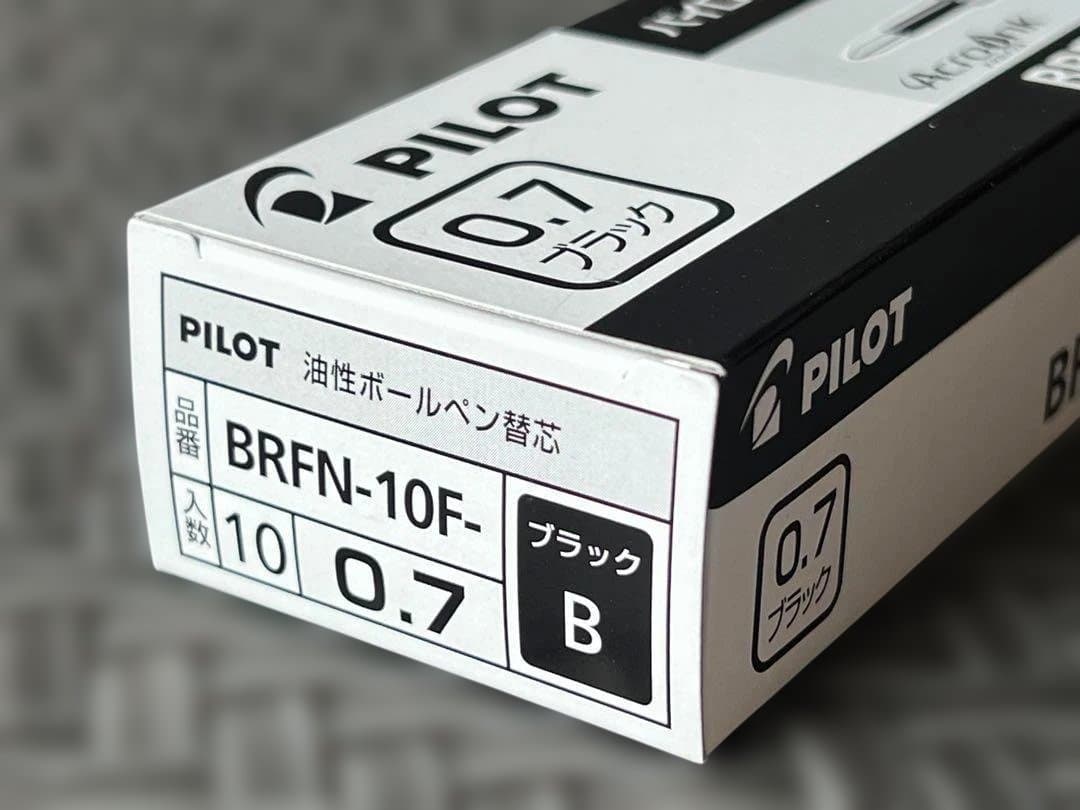 PILOT
0.7
ブラック
AcroInk
PILOT 油性ボールペン替芯
品番 BRFN-10F-
入数 10 0.7
ブラック
B
PILOT
0.7
ブラック